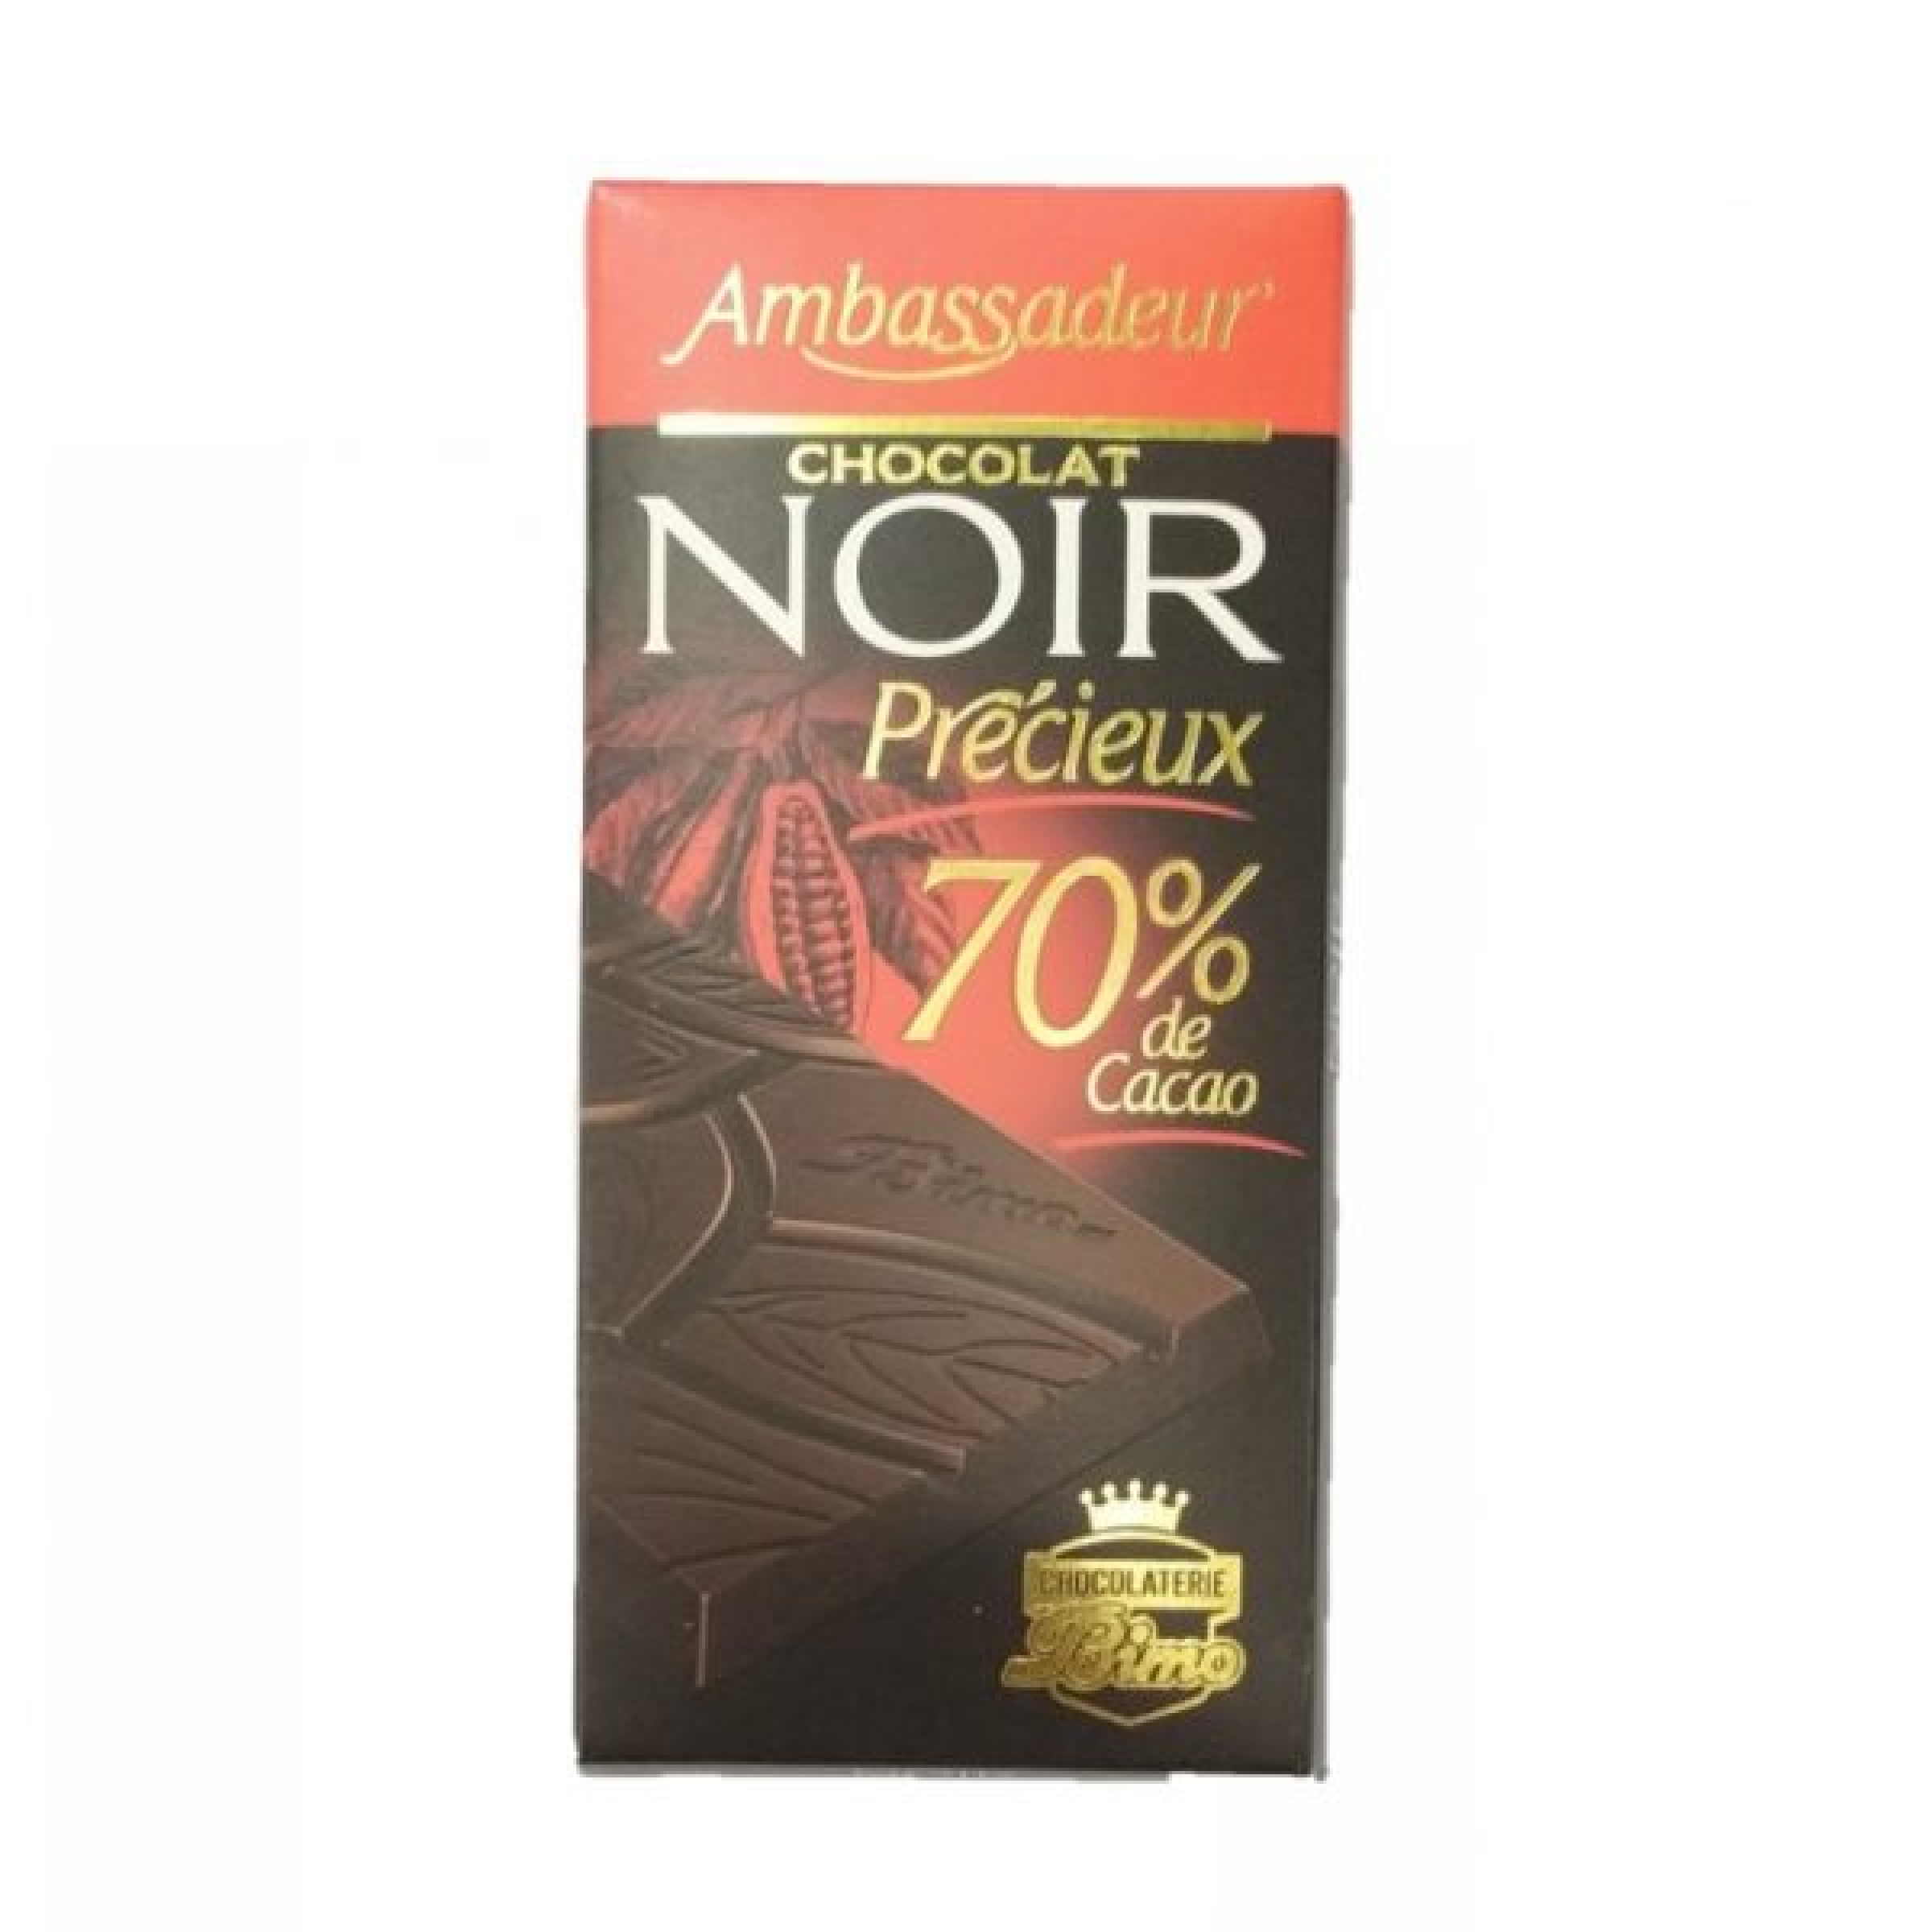 Ambassadeur
CHOCOLAT
NOIR
Précieux
70%
de
Cacao
CHOCOLATERIE
Bimo